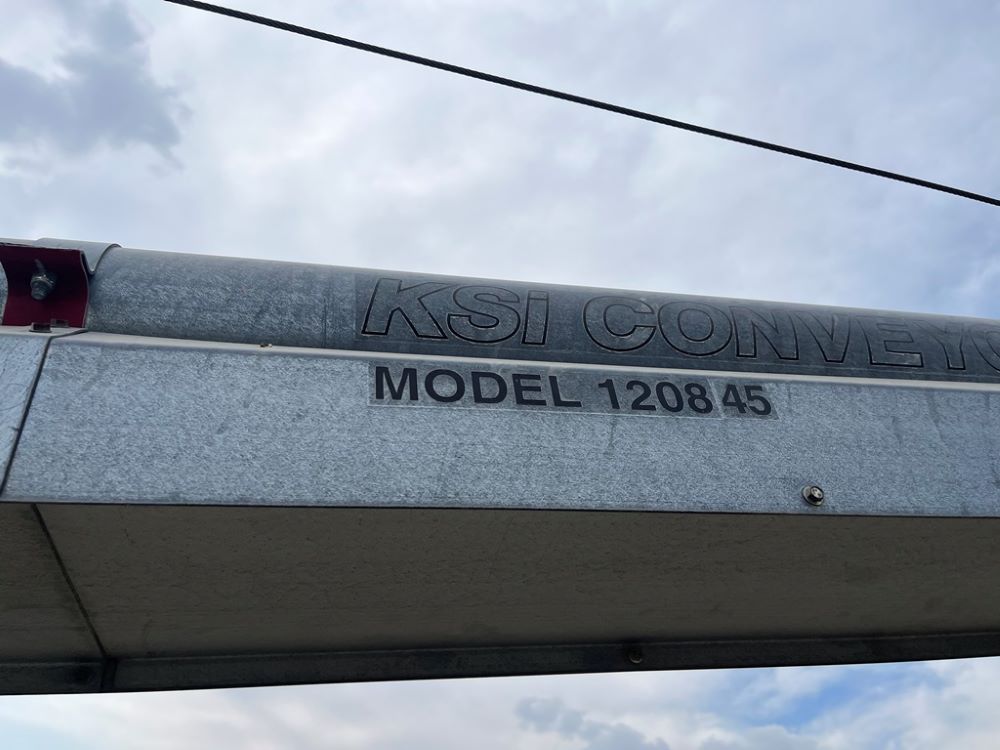 KSI CONVEYO
MODEL 1208 45